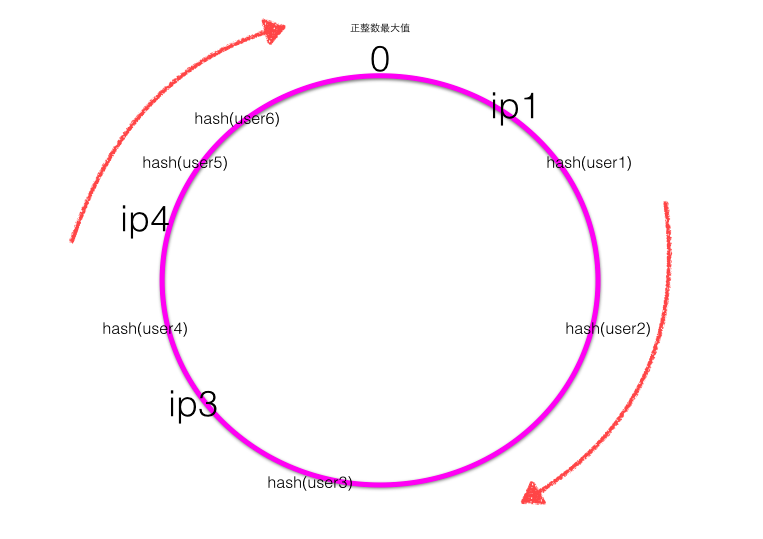 正整数最大值
0
ip1
hash(user6)
hash(user5)
hash(user1)
ip4
hash(user4)
hash(user2)
ip3
hash(user3)